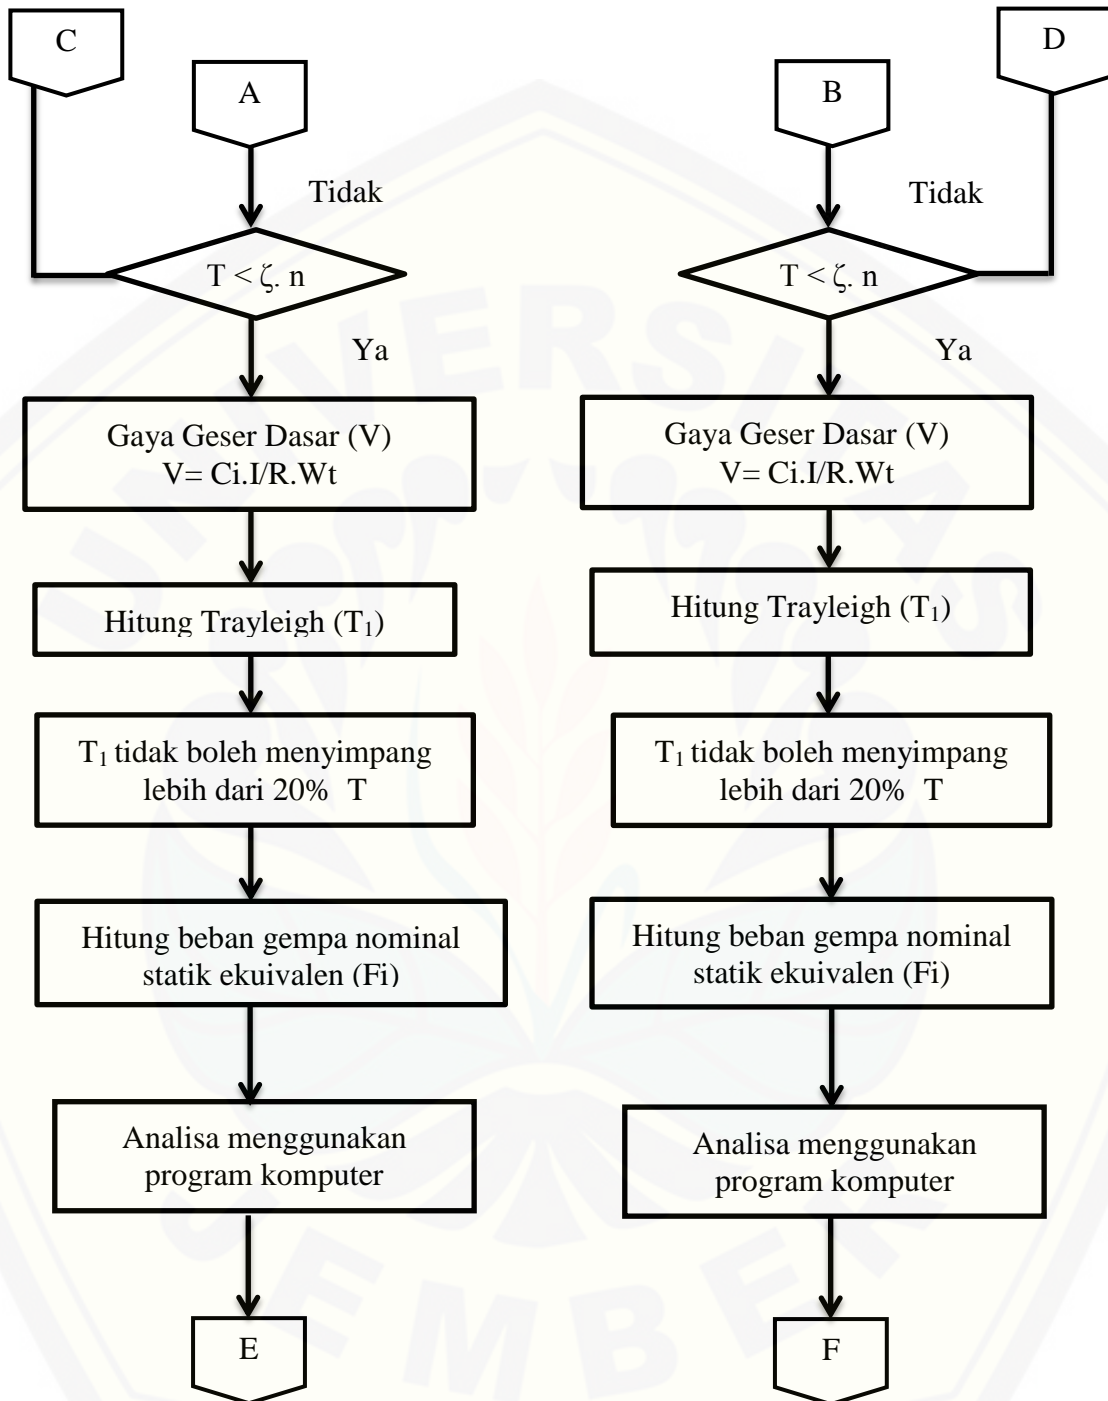 C
A
Tidak
T < ζ. n
Ya
Gaya Geser Dasar (V)
V= Ci.I/R.Wt
Hitung Trayleigh (T₁)
T₁ tidak boleh menyimpang
lebih dari 20% T
Hitung beban gempa nominal
statik ekuivalen (Fi)
Analisa menggunakan
program komputer
E
D
B
Tidak
T < ζ. n
Ya
Gaya Geser Dasar (V)
V= Ci.I/R.Wt
Hitung Trayleigh (T₁)
T₁ tidak boleh menyimpang
lebih dari 20% T
Hitung beban gempa nominal
statik ekuivalen (Fi)
Analisa menggunakan
program komputer
F
UNIVERSITAS
JEMBER